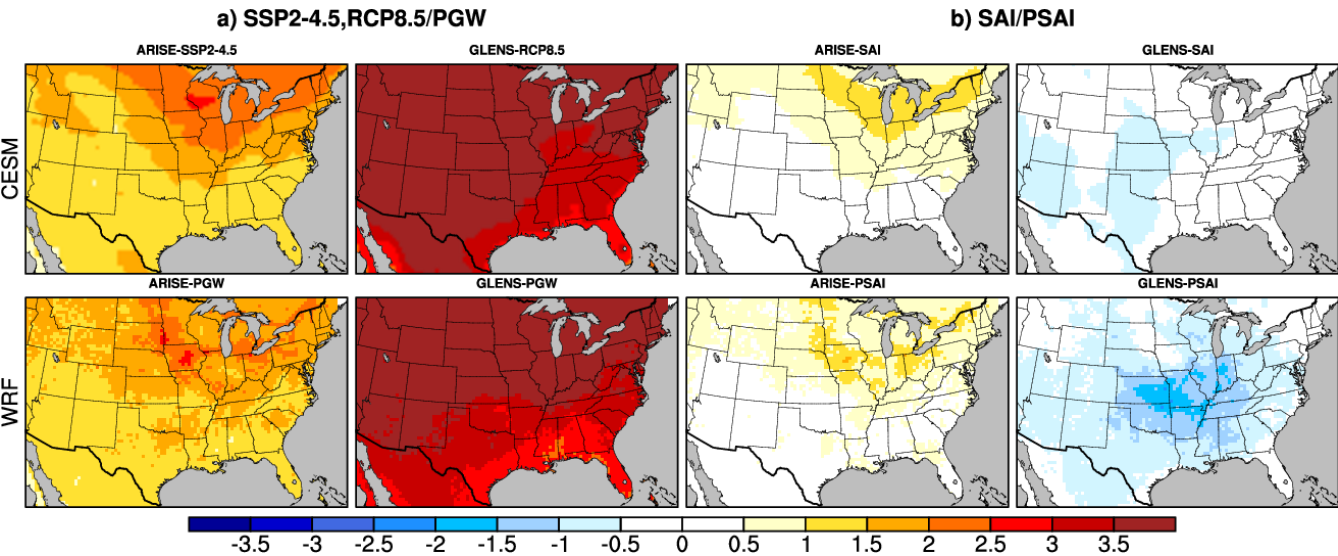 a) SSP2-4.5,RCP8.5/PGW b) SAI/PSAI
ARISE-SSP2-4.5 GLENS-RCP8.5 ARISE-SAI GLENS-SAI
CESM
ARISE-PGW GLENS-PGW ARISE-PSAI GLENS-PSAI
WRF
-3.5 -3 -2.5 -2 -1.5 -1 -0.5 0 0.5 1 1.5 2 2.5 3 3.5